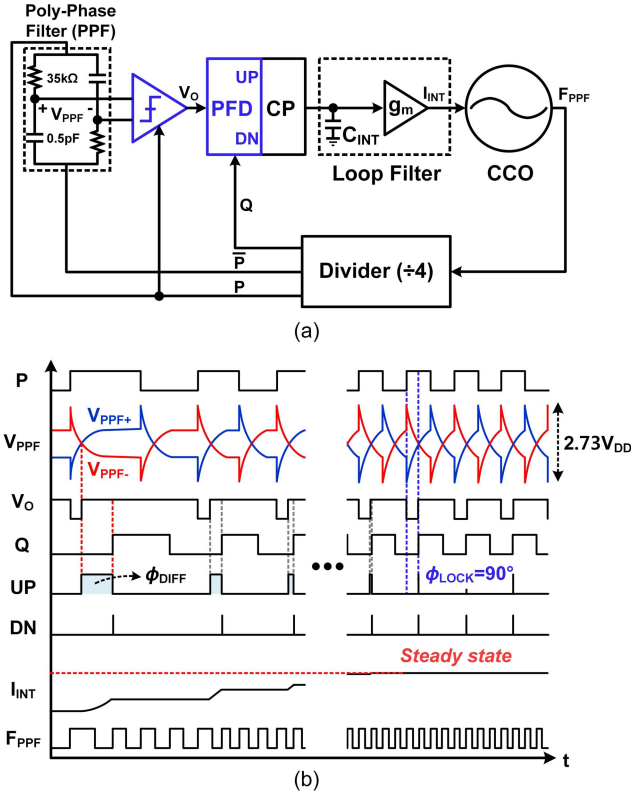 Poly-Phase
Filter (PPF)
35kΩ
+ VPPF -
0.5pF
VO
UP
PFD
DN
CP
CINT
gm
IINT
Loop Filter
CCO
FPPF
Q
P̅
P
Divider (÷4)
(a)
P
VPPF
VPPF+
VPPF-
2.73VDD
VO
Q
UP
ϕDIFF
ϕLOCK=90°
DN
Steady state
IINT
FPPF
t
(b)